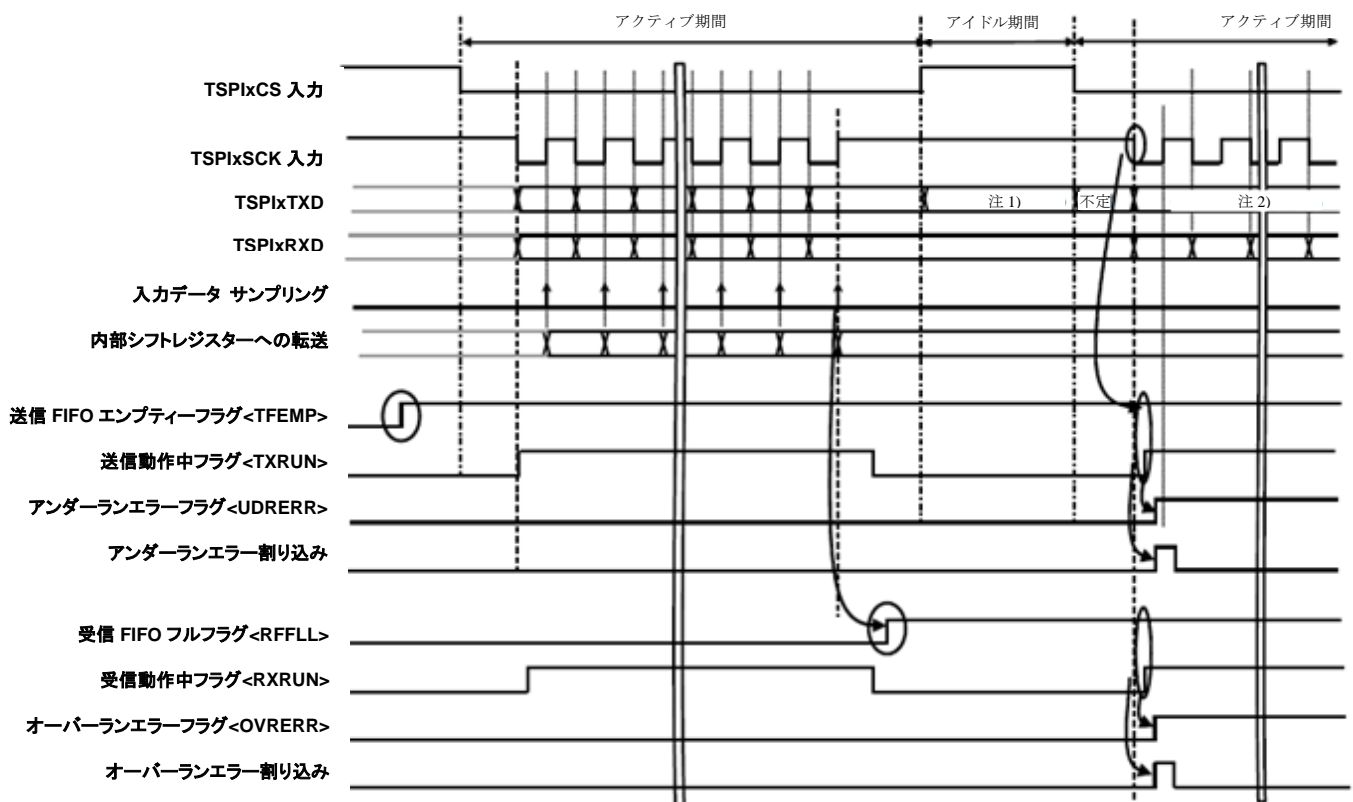 アクティブ期間
アイドル期間
アクティブ期間
TSPIxCS 入力
TSPIxSCK 入力
TSPIxTXD
注 1)
不定
注 2)
TSPIxRXD
入力データ サンプリング
内部シフトレジスターへの転送
送信 FIFO エンプティーフラグ<TFEMP>
送信動作中フラグ<TXRUN>
アンダーランエラーフラグ<UDRERR>
アンダーランエラー割り込み
受信 FIFO フルフラグ<RFFLL>
受信動作中フラグ<RXRUN>
オーバーランエラーフラグ<OVRERR>
オーバーランエラー割り込み